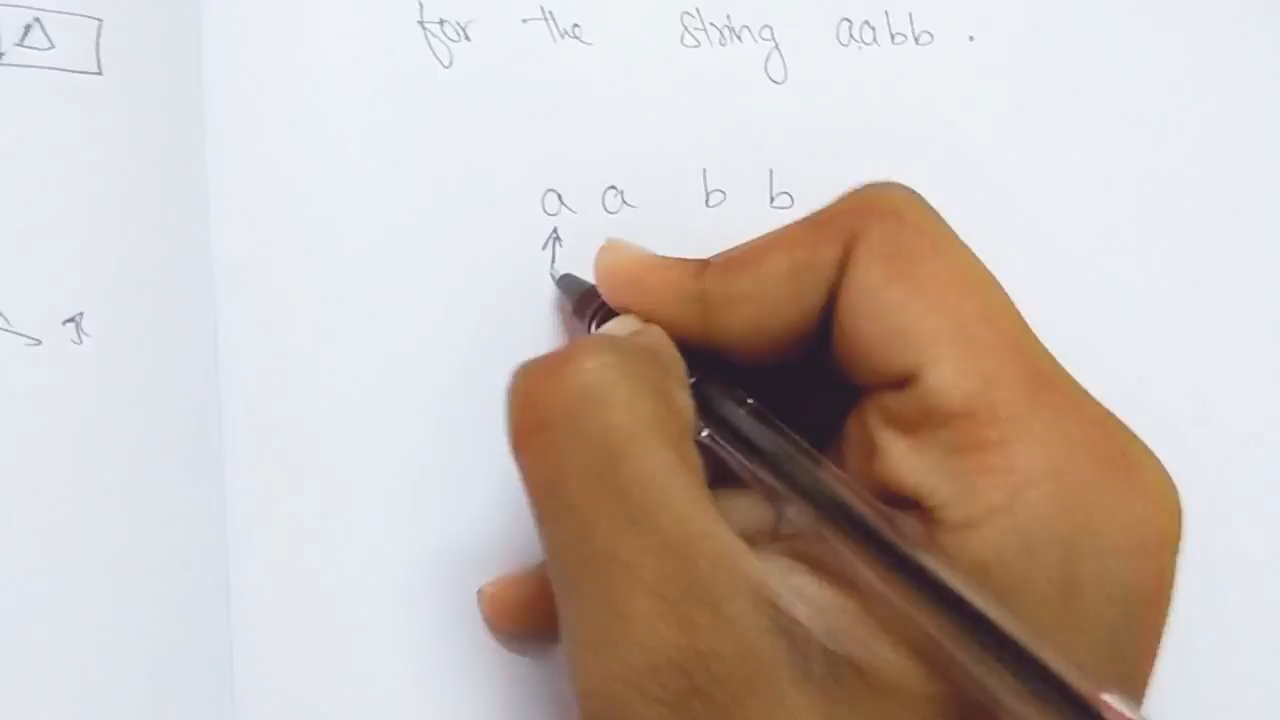 Δ
for the string aabb.
a a b b